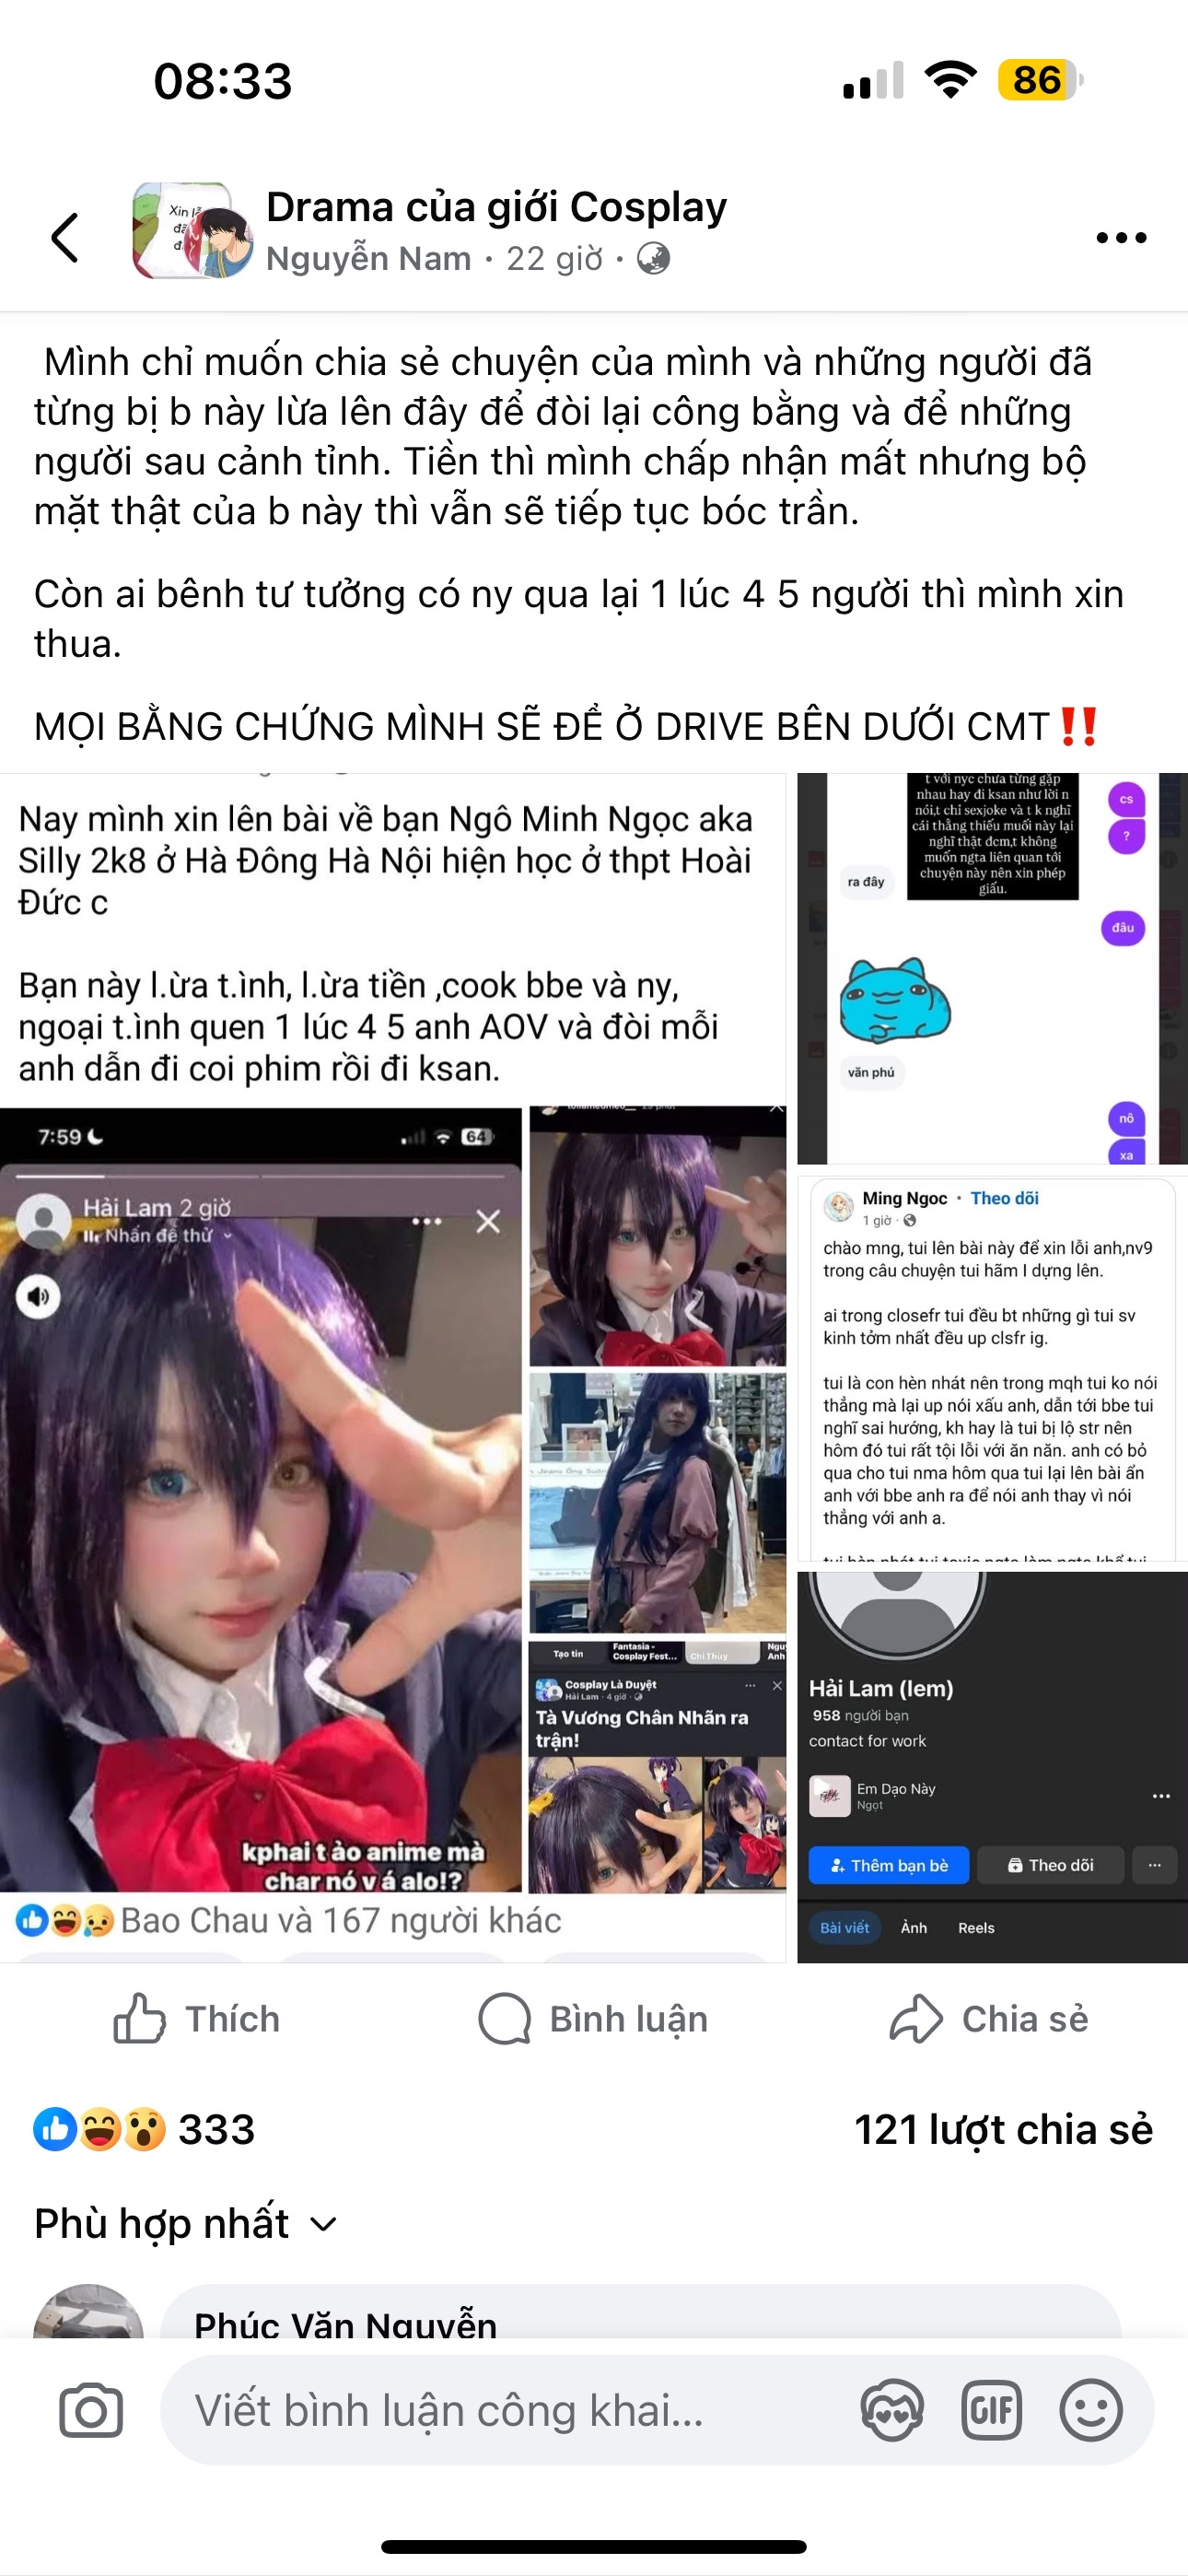 08:33
86
Xin lỗ
Drama của giới Cosplay
Nguyễn Nam · 22 giờ ·
Mình chỉ muốn chia sẻ chuyện của mình và những người đã
từng bị b này lừa lên đây để đòi lại công bằng và để những
người sau cảnh tỉnh. Tiền thì mình chấp nhận mất nhưng bộ
mặt thật của b này thì vẫn sẽ tiếp tục bóc trần.
Còn ai bênh tư tưởng có ny qua lại 1 lúc 4 5 người thì mình xin
thua.
MỌI BẰNG CHỨNG MÌNH SẼ ĐỂ Ở DRIVE BÊN DƯỚI CMT‼️
Nay mình xin lên bài về bạn Ngô Minh Ngọc aka
Silly 2k8 ở Hà Đông Hà Nội hiện học ở thpt Hoài
Đức c
Bạn này l.ừa t.ình, l.ừa tiền ,cook bbe và ny,
ngoại t.ình quen 1 lúc 4 5 anh AOV và đòi mỗi
anh dẫn đi coi phim rồi đi ksan.
7:59
64
Hải Lam 2 giờ
Nhấn để thử
kphai t ảo anime mà
char nó v á alo!?
Tạo tin
Fantasia -
Cosplay Fest...
Chi Thùy
Cosplay Là Duyệt
Hải Lam · 4 giờ ·
Tà Vương Chân Nhãn ra
trận!
Bao Chau và 167 người khác
t với nyc chưa từng gặp
nhau hay đi ksan như lời n
nói,t chỉ sexjoke và t k nghĩ
cái thằng thiếu muối này lại
nghĩ thật đcm,t không
muốn ngta liên quan tới
chuyện này nên xin phép
giấu.
cs
?
ra đây
đâu
văn phú
nô
xa
Ming Ngoc · Theo dõi
1 giờ ·
chào mng, tui lên bài này để xin lỗi anh,nv9
trong câu chuyện tui hãm l dựng lên.
ai trong closefr tui đều bt những gì tui sv
kinh tởm nhất đều up clsfr ig.
tui là con hèn nhát nên trong mqh tui ko nói
thẳng mà lại up nói xấu anh, dẫn tới bbe tui
nghĩ sai hướng, kh hay là tui bị lộ str nên
hôm đó tui rất tội lỗi với ăn năn. anh có bỏ
qua cho tui nma hôm qua tui lại lên bài ẩn
anh với bbe anh ra để nói anh thay vì nói
thẳng với anh a.
Hải Lam (lem)
958 người bạn
contact for work
Em Dạo Này
Ngọt
Thêm bạn bè
Theo dõi
Bài viết
Ảnh
Reels
Thích
Bình luận
Chia sẻ
333
121 lượt chia sẻ
Phù hợp nhất
Phúc Văn Nguyễn
Viết bình luận công khai...
GIF